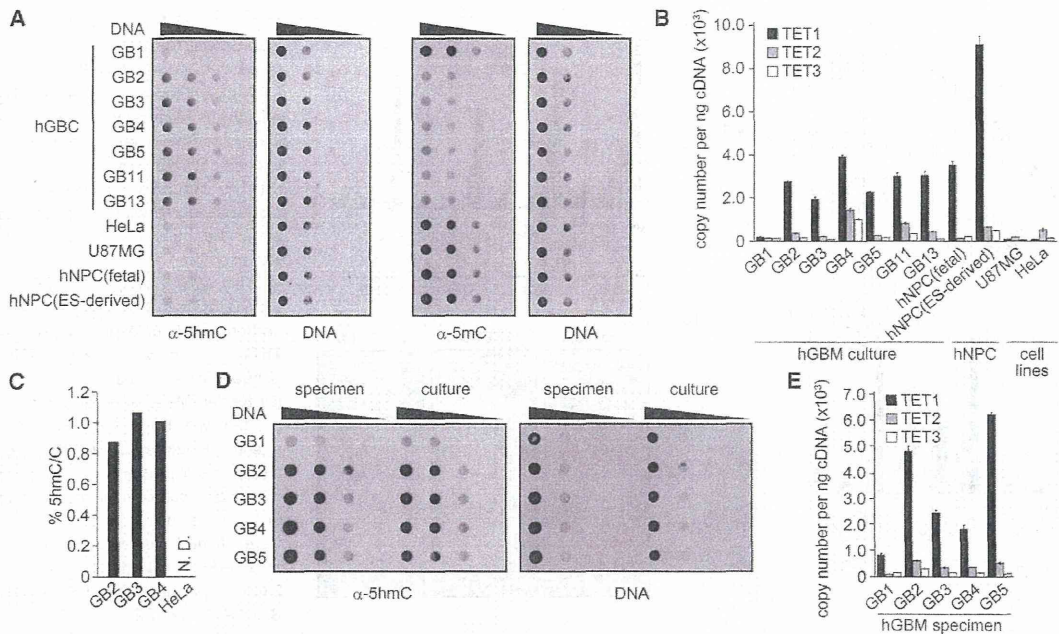 A
DNA
hGBC
GB1
GB2
GB3
GB4
GB5
GB11
GB13
HeLa
U87MG
hNPC(fetal)
hNPC(ES-derived)
α-5hmC
DNA
α-5mC
DNA
B
copy number per ng cDNA (x10³)
10.0
8.0
6.0
4.0
2.0
0
TET1
TET2
TET3
GB1
GB2
GB3
GB4
GB5
GB11
GB13
hNPC(fetal)
hNPC(ES-derived)
U87MG
HeLa
hGBM culture
hNPC
cell
lines
C
% 5hmC/C
1.2
1.0
0.8
0.6
0.4
0.2
0
N. D.
GB2
GB3
GB4
HeLa
D
specimen
culture
specimen
culture
DNA
GB1
GB2
GB3
GB4
GB5
α-5hmC
DNA
E
copy number per ng cDNA (x10³)
7.0
6.0
5.0
4.0
3.0
2.0
1.0
0
TET1
TET2
TET3
GB1
GB2
GB3
GB4
GB5
hGBM specimen